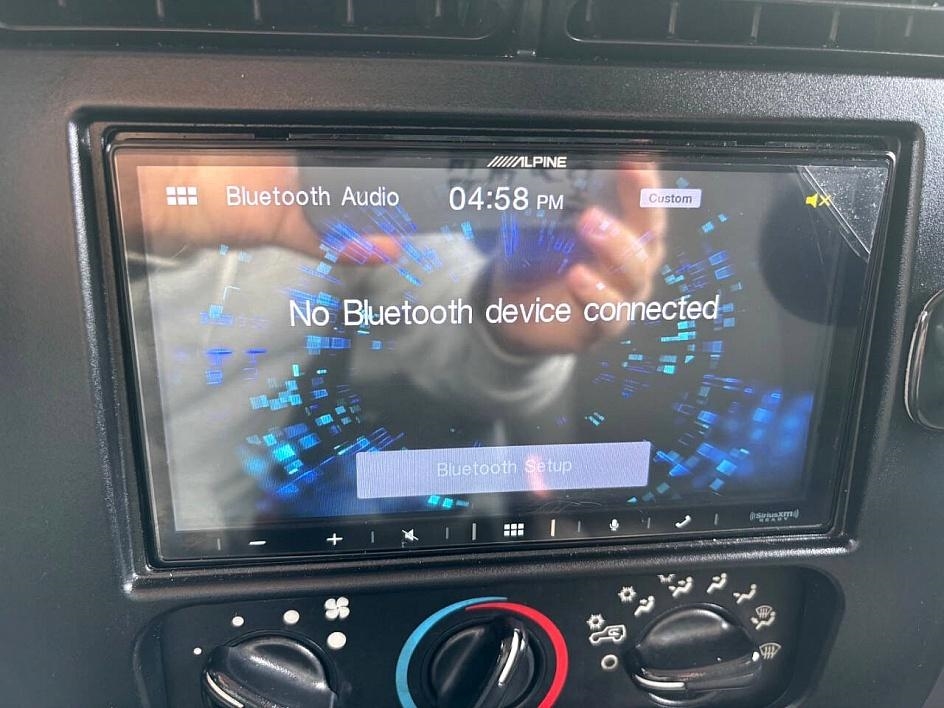 ALPINE
Bluetooth Audio 04:58 PM Custom
No Bluetooth device connected
Bluetooth Setup
SiriusXM
READY